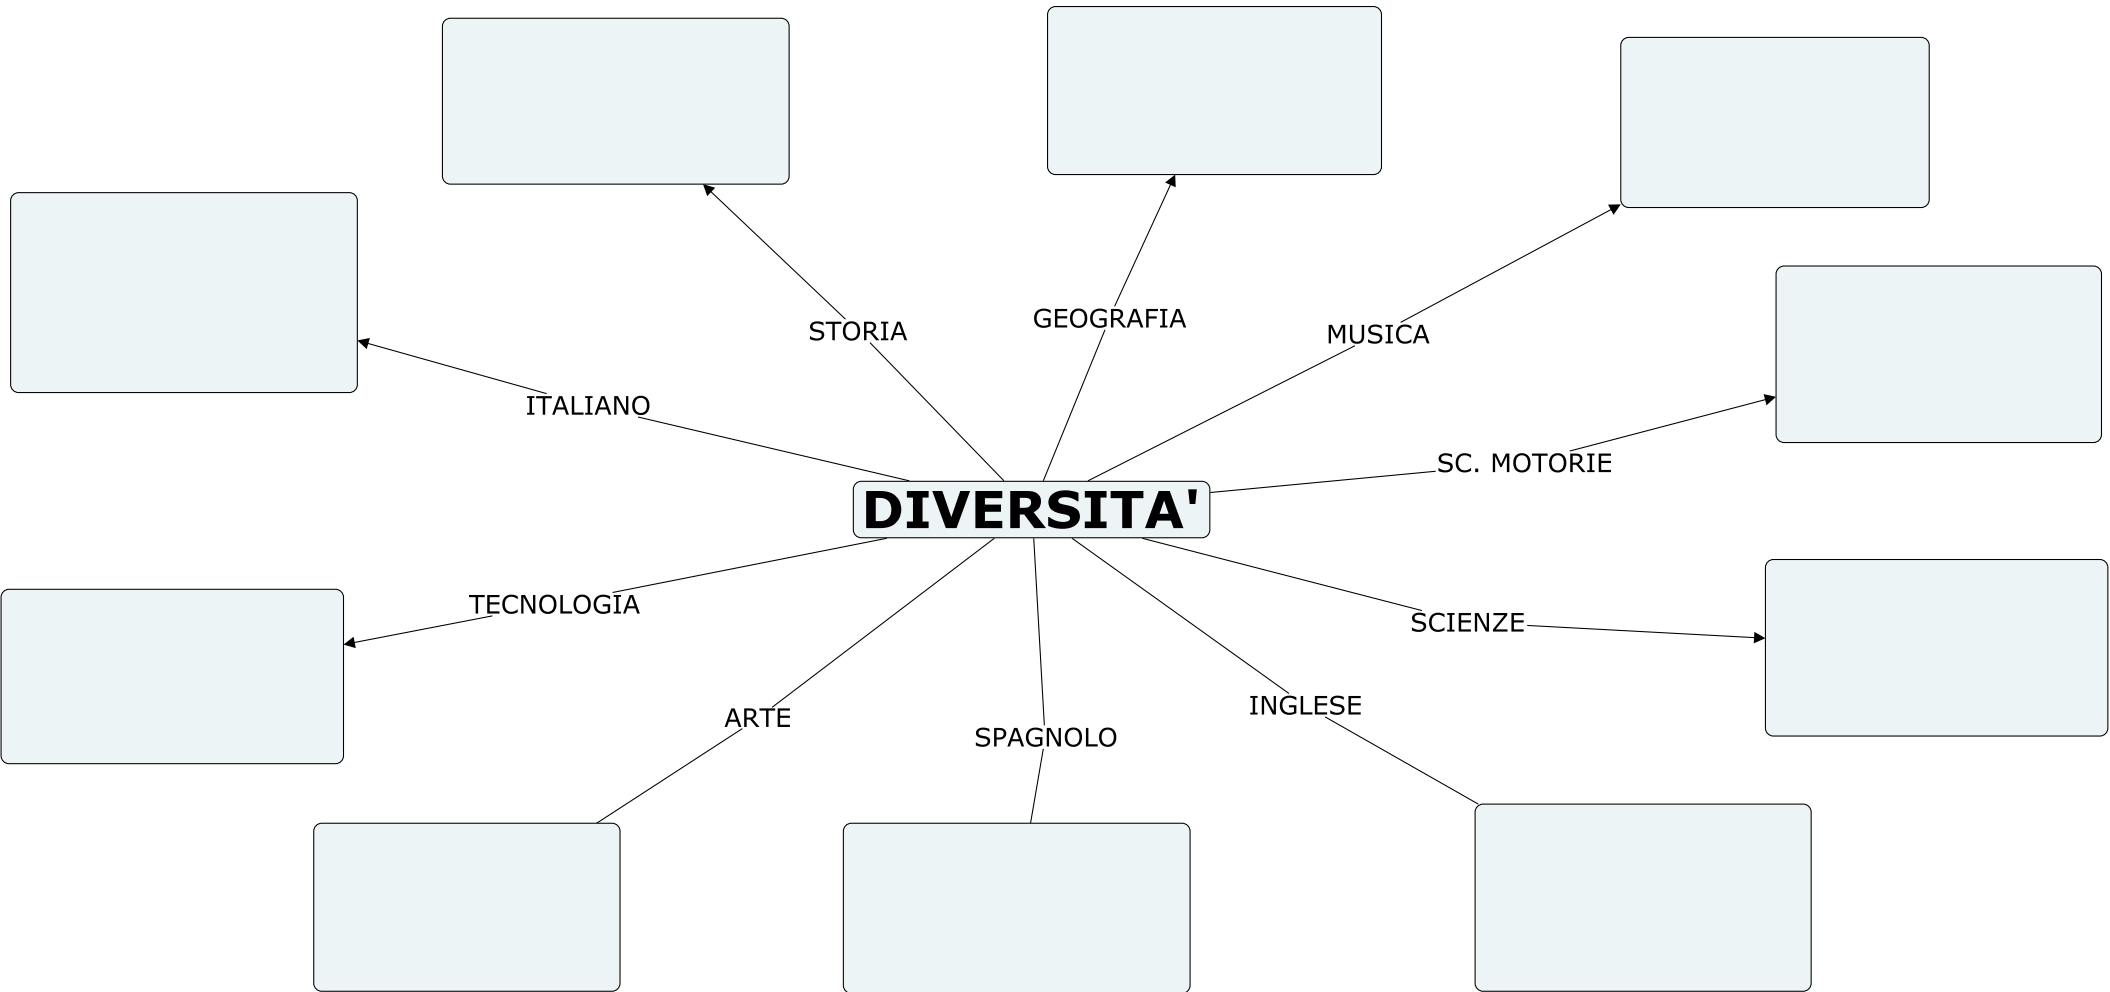 GEOGRAFIA
STORIA
MUSICA
ITALIANO
SC. MOTORIE
DIVERSITA'
TECNOLOGIA
SCIENZE
INGLESE
ARTE
SPAGNOLO